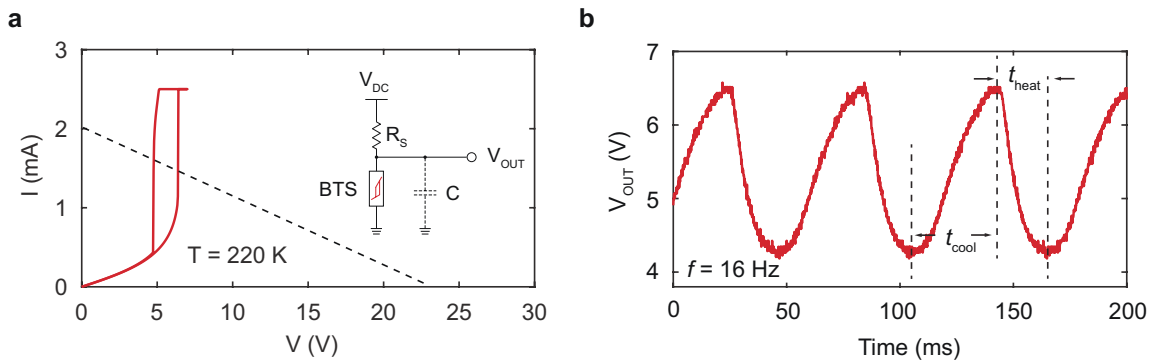 a
3
2
1
0
I (mA)
0 5 10 15 20 25 30
V (V)
T = 220 K
V_DC
R_S
V_OUT
BTS
C
b
7
6
5
4
V_OUT (V)
0 50 100 150 200
Time (ms)
t_heat
t_cool
f = 16 Hz